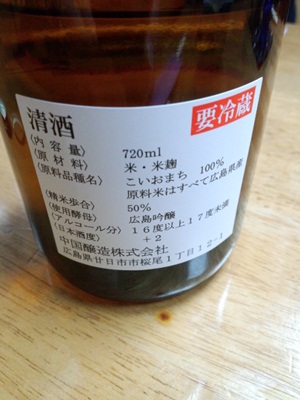 要冷蔵
清酒
(内容量) 720ml
(原材料) 米・米麹
(原料品種名) こいおまち 100%
原料米はすべて広島県産
(精米歩合) 50%
(使用酵母) 広島吟醸
(アルコール分) 16度以上17度未満
(日本酒度) +2
中国醸造株式会社
広島県廿日市市桜尾1丁目12-1